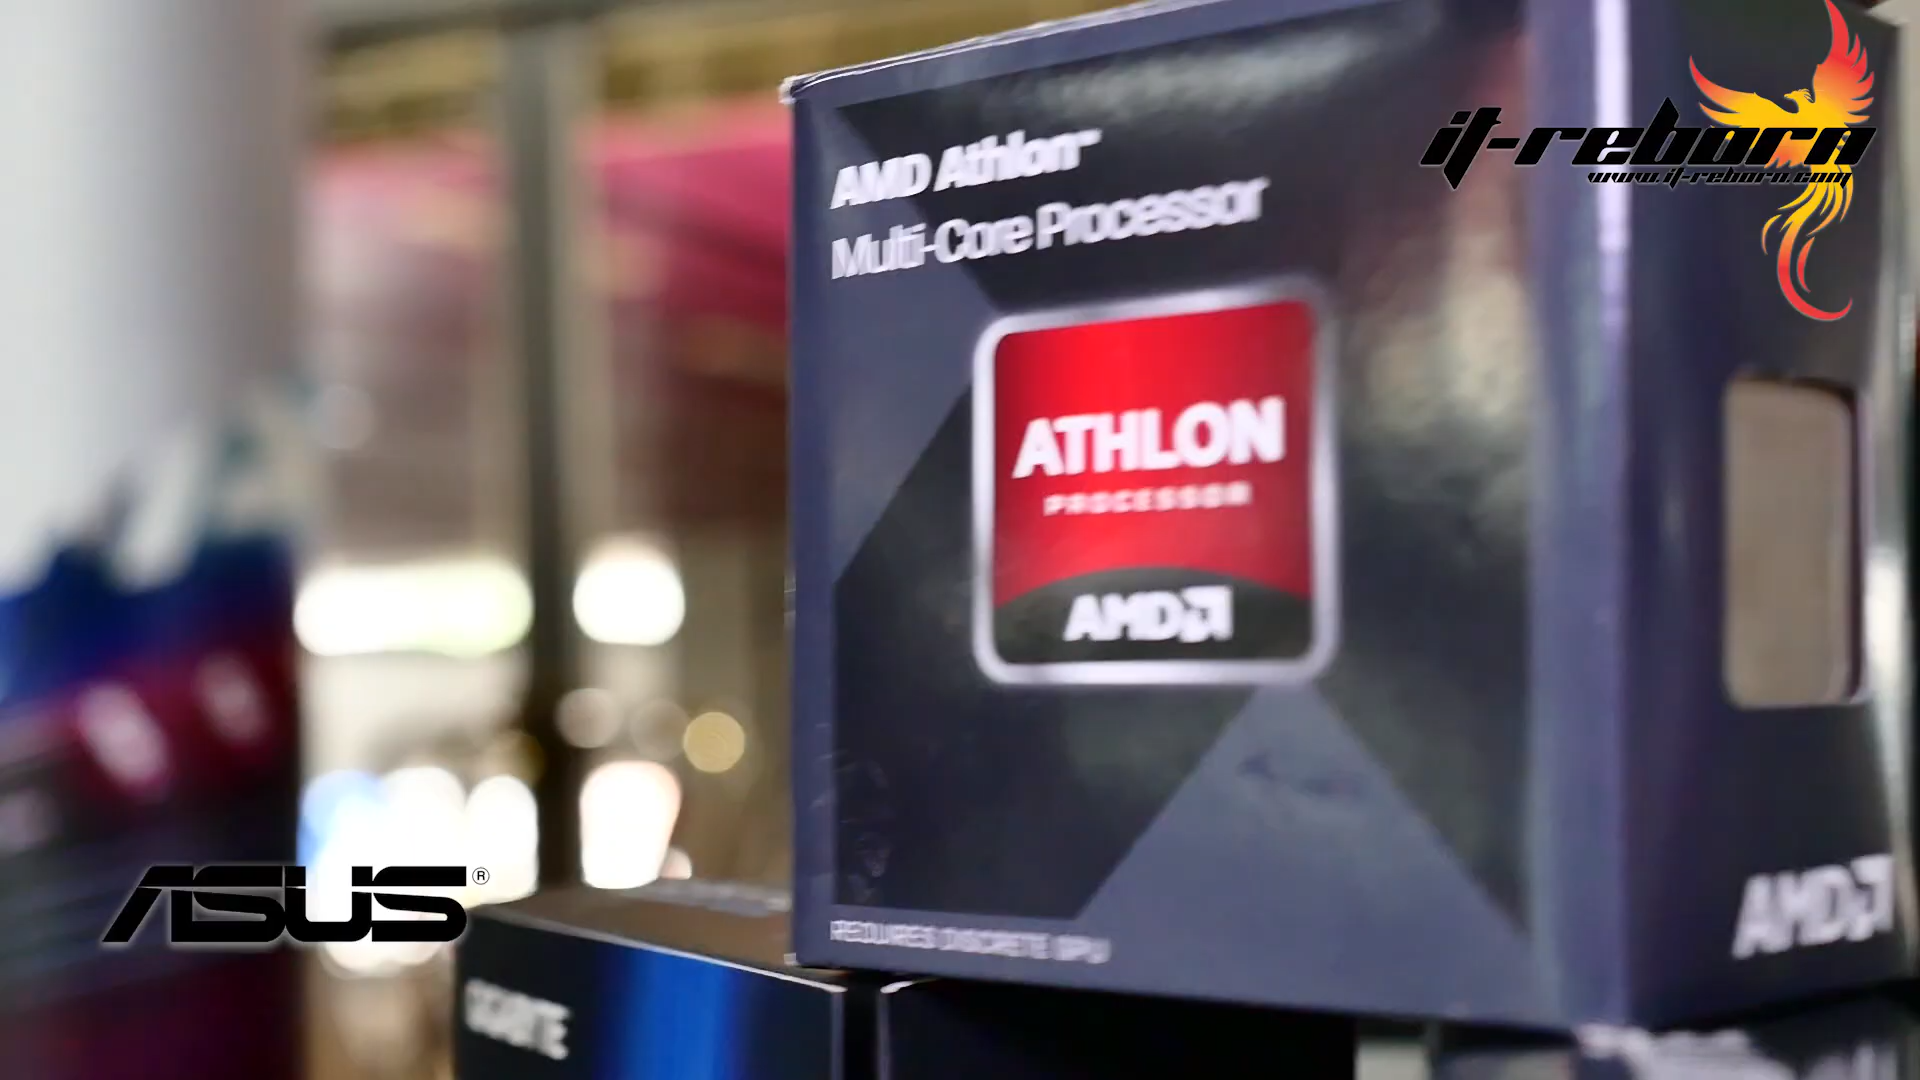 AMD Athlon™
Multi-Core Processor
ATHLON
PROCESSOR
AMD
REQUIRES DISCRETE GPU
AMD
it-reborn
www.it-reborn.com
ASUS®